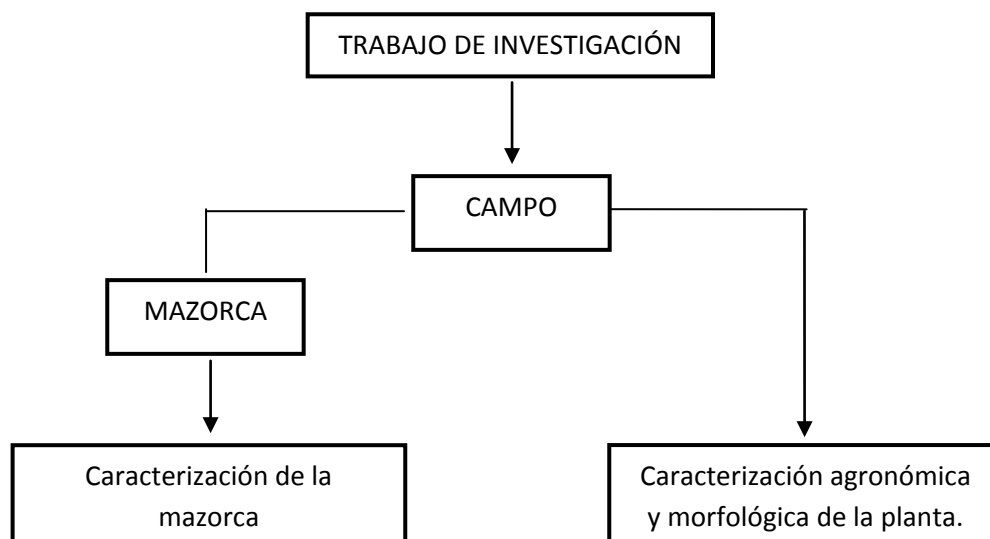 TRABAJO DE INVESTIGACIÓN
CAMPO
MAZORCA
Caracterización de la
mazorca
Caracterización agronómica
y morfológica de la planta.